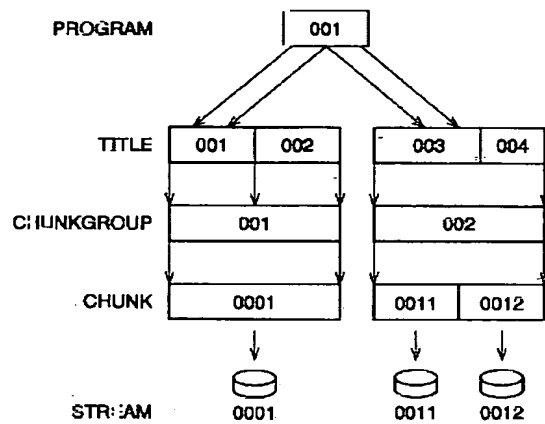 PROGRAM 001
TITLE 001 002 003 004
CHUNKGROUP 001 002
CHUNK 0001 0011 0012
STREAM 0001 0011 0012